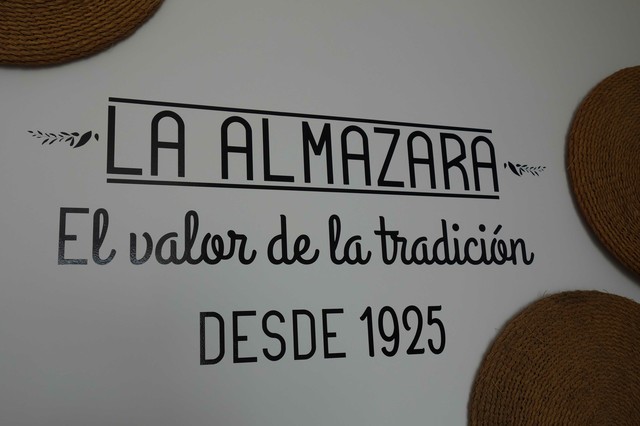 LA ALMAZARA
El valor de la tradición
DESDE 1925